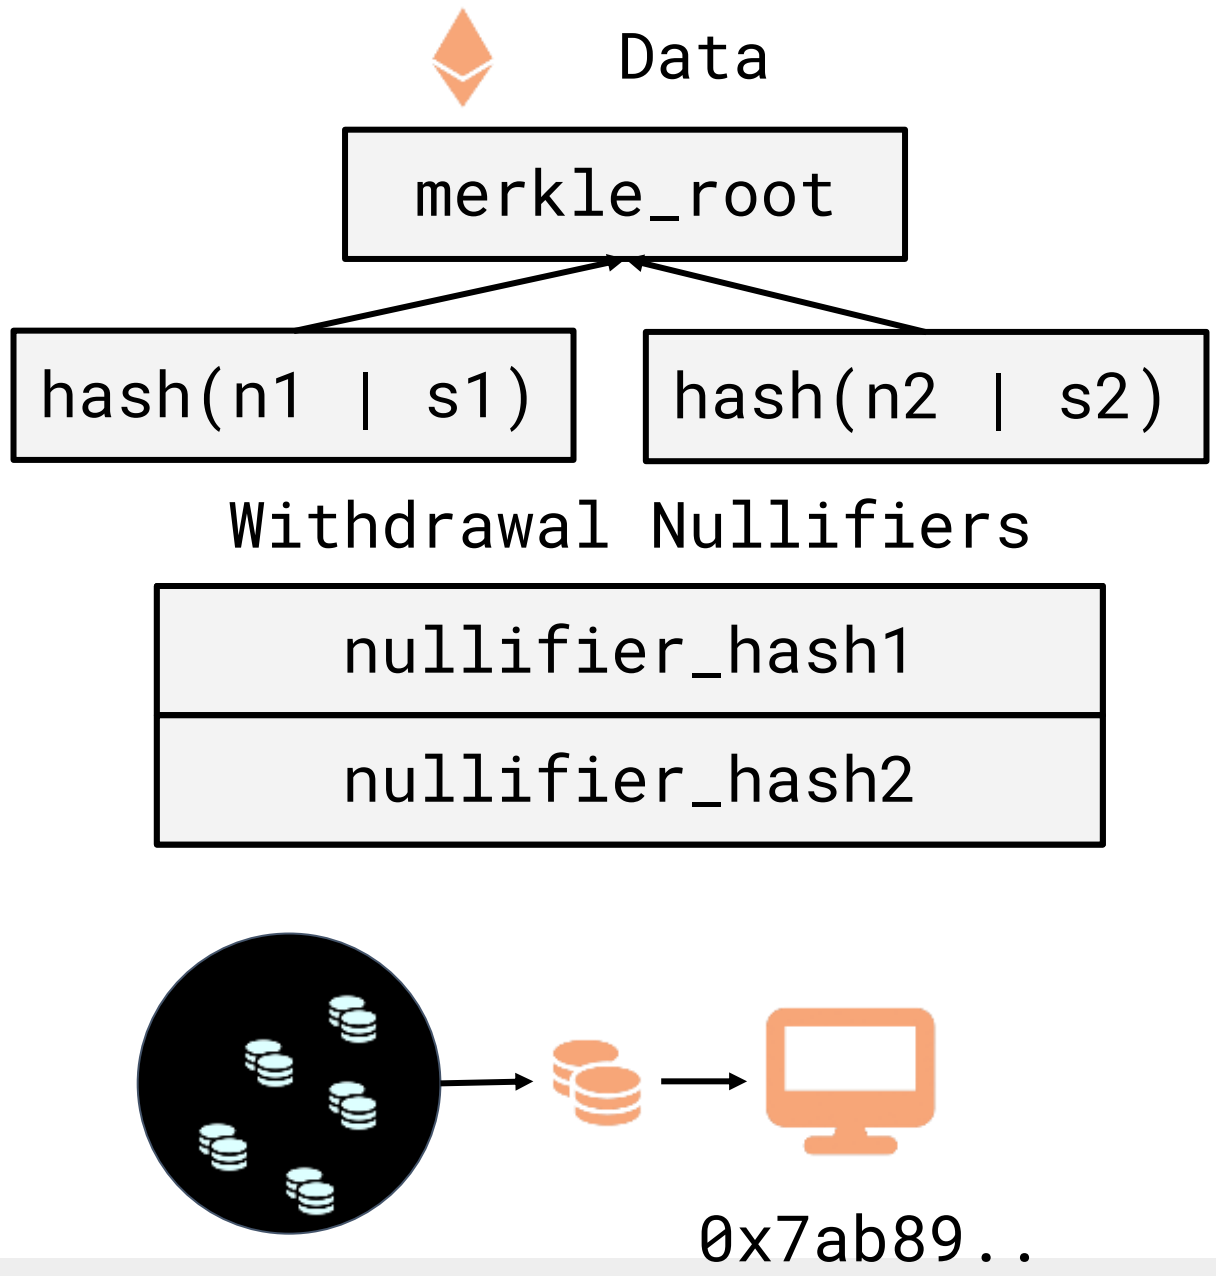 Data
merkle_root
hash(n1 | s1)
hash(n2 | s2)
Withdrawal Nullifiers
nullifier_hash1
nullifier_hash2
0x7ab89..